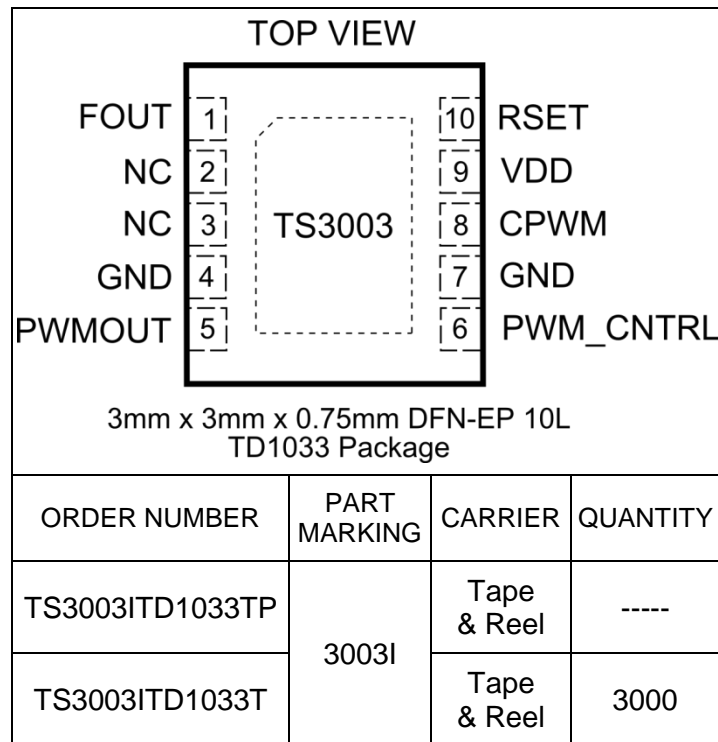 TOP VIEW
FOUT 1 10 RSET
NC 2 9 VDD
NC 3 TS3003 8 CPWM
GND 4 7 GND
PWMOUT 5 6 PWM_CNTRL
3mm x 3mm x 0.75mm DFN-EP 10L
TD1033 Package
ORDER NUMBER PART MARKING CARRIER QUANTITY
TS3003ITD1033TP 3003I Tape & Reel -----
TS3003ITD1033T Tape & Reel 3000